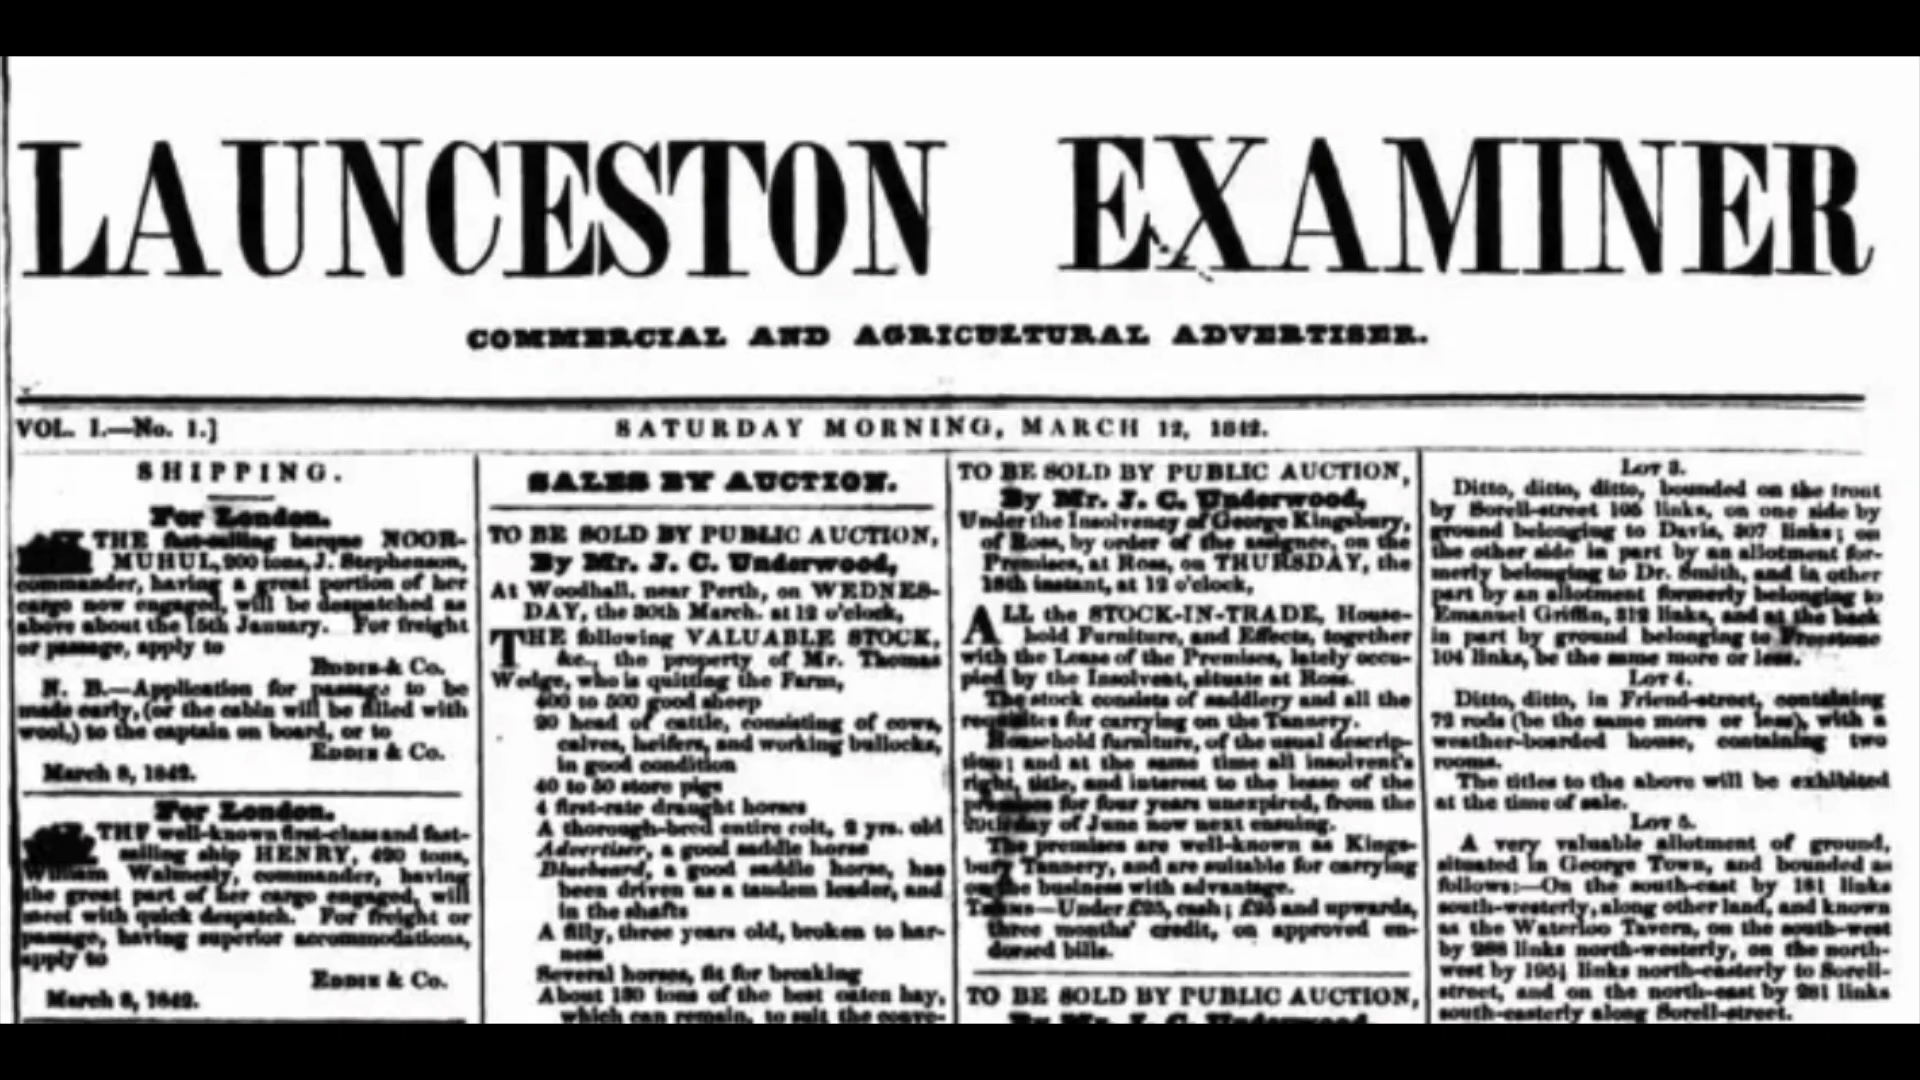 LAUNCESTON EXAMINER
COMMERCIAL AND AGRICULTURAL ADVERTISER.
VOL. I.—No. 1.]
SATURDAY MORNING, MARCH 12, 1842.
SHIPPING.
For London.
THE fast-sailing barque NOOR-
MUHUL, 900 tons, J. Stephenson,
commander, having a great portion of her
cargo now engaged, will be despatched as
above about the 15th January. For freight
or passage, apply to
EDDIE & Co.
N. B.—Application for passage to be
made early, (or the cabin will be filled with
wool,) to the captain on board, or to
EDDIE & Co.
March 8, 1842.
For London.
THE well-known first-class and fast-
sailing ship HENRY, 490 tons,
William Walmesly, commander, having
the great part of her cargo engaged, will
meet with quick despatch. For freight or
passage, having superior accommodations,
apply to
EDDIE & Co.
March 8, 1842.
SALES BY AUCTION.
TO BE SOLD BY PUBLIC AUCTION,
By Mr. J. C. Underwood,
At Woodhall, near Perth, on WEDNES-
DAY, the 30th March, at 12 o'clock,
THE following VALUABLE STOCK,
&c., the property of Mr. Thomas
Wedge, who is quitting the Farm,
400 to 500 good sheep
20 head of cattle, consisting of cows,
calves, heifers, and working bullocks,
in good condition
40 to 50 store pigs
4 first-rate draught horses
A thorough-bred entire colt, 2 yrs. old
Advertiser, a good saddle horse
Bluebeard, a good saddle horse, has
been driven as a tandem leader, and
in the shafts
A filly, three years old, broken to har-
ness
Several horses, fit for breaking
About 130 tons of the best oaten hay,
which can remain, to suit the conve-
TO BE SOLD BY PUBLIC AUCTION,
By Mr. J. C. Underwood,
Under the Insolvency of George Kingsbury,
of Ross, by order of the assignee, on the
Premises, at Ross, on THURSDAY, the
18th instant, at 12 o'clock,
ALL the STOCK-IN-TRADE, House-
hold Furniture, and Effects, together
with the Lease of the Premises, lately occu-
pied by the Insolvent, situate at Ross.
The stock consists of saddlery and all the
requisites for carrying on the Tannery.
Household furniture, of the usual descrip-
tion; and at the same time all insolvent's
right, title, and interest to the lease of the
premises for four years unexpired, from the
20th day of June now next ensuing.
The premises are well-known as Kings-
bury Tannery, and are suitable for carrying
on the business with advantage.
TERMS—Under £25, cash; £25 and upwards,
three months' credit, on approved en-
dorsed bills.
TO BE SOLD BY PUBLIC AUCTION,
By Mr. J. C. Underwood
LOT 3.
Ditto, ditto, ditto, bounded on the front
by Sorell-street 105 links, on one side by
ground belonging to Davis, 307 links; on
the other side in part by an allotment for-
merly belonging to Dr. Smith, and in other
part by an allotment formerly belonging to
Emanuel Griffin, 312 links, and at the back
in part by ground belonging to Freestone
104 links, be the same more or less.
LOT 4.
Ditto, ditto, in Friend-street, containing
72 rods (be the same more or less), with a
weather-boarded house, containing two
rooms.
The titles to the above will be exhibited
at the time of sale.
LOT 5.
A very valuable allotment of ground,
situated in George Town, and bounded as
follows:—On the south-east by 181 links
south-westerly, along other land, and known
as the Waterloo Tavern, on the south-west
by 286 links north-westerly, on the north-
west by 195½ links north-easterly to Sorell-
street, and on the north-east by 281 links
south-easterly along Sorell-street.